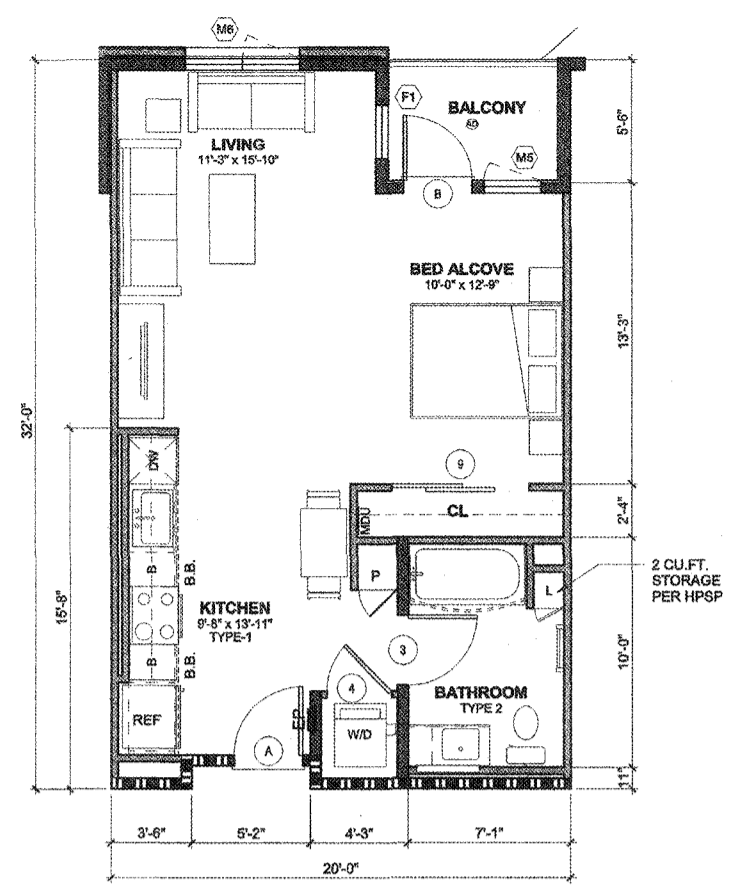 M6
F1
BALCONY
AD
M5
B
5'-6"
LIVING
11'-3" x 15'-10"
BED ALCOVE
10'-0" x 12'-9"
13'-3"
32'-0"
9
DW
MDU
CL
2'-4"
15'-8"
B
B.B.
P
L
2 CU.FT.
STORAGE
PER HPSP
KITCHEN
9'-8" x 13'-11"
TYPE-1
B
B.B.
3
10'-0"
4
BATHROOM
TYPE 2
REF
EP
W/D
A
11"
3'-6"
5'-2"
4'-3"
7'-1"
20'-0"